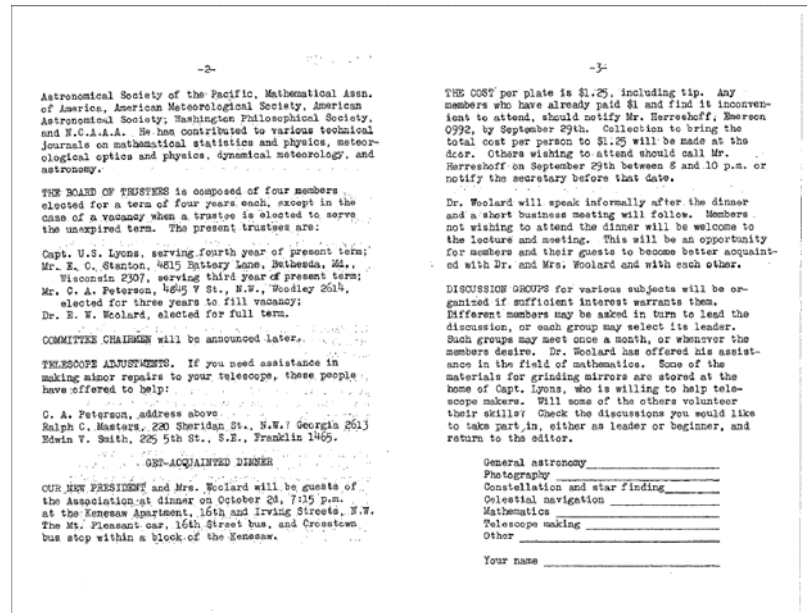 -2-
Astronomical Society of the Pacific, Mathematical Assn.
of America, American Meteorological Society, American
Astronomical Society; Washington Philosophical Society,
and N.C.A.A.A. He has contributed to various technical
journals on mathematical statistics and physics, meteor-
ological optics and physics, dynamical meteorology, and
astronomy.
THE BOARD OF TRUSTEES is composed of four members
elected for a term of four years each, except in the
case of a vacancy when a trustee is elected to serve
the unexpired term. The present trustees are:
Capt. U.S. Lyons, serving fourth year of present term;
Mr. E. C. Stanton, 4815 Battery Lane, Bethesda, Md.,
Wisconsin 2307, serving third year of present term;
Mr. C. A. Peterson, 4845 V St., N.W., Woodley 2614,
elected for three years to fill vacancy;
Dr. E. W. Woolard, elected for full term.
COMMITTEE CHAIRMEN will be announced later.
TELESCOPE ADJUSTMENTS. If you need assistance in
making minor repairs to your telescope, these people
have offered to help:
C. A. Peterson, address above
Ralph C. Masters, 220 Sheridan St., N.W.? Georgia 2613
Edwin V. Smith, 225 5th St., S.E., Franklin 1465.
GET-ACQUAINTED DINNER
OUR NEW PRESIDENT and Mrs. Woolard will be guests of
the Association at dinner on October 2d, 7:15 p.m.
at the Kenesaw Apartment, 16th and Irving Streets, N.W.
The Mt. Pleasant car, 16th Street bus, and Crosstown
bus stop within a block of the Kenesaw.
-3-
THE COST per plate is $1.25, including tip. Any
members who have already paid $1 and find it inconven-
ient to attend, should notify Mr. Herreshoff, Emerson
0992, by September 29th. Collection to bring the
total cost per person to $1.25 will be made at the
door. Others wishing to attend should call Mr.
Herreshoff on September 29th between 8 and 10 p.m. or
notify the secretary before that date.
Dr. Woolard will speak informally after the dinner
and a short business meeting will follow. Members
not wishing to attend the dinner will be welcome to
the lecture and meeting. This will be an opportunity
for members and their guests to become better acquaint-
ed with Dr. and Mrs. Woolard and with each other.
DISCUSSION GROUPS for various subjects will be or-
ganized if sufficient interest warrants them.
Different members may be asked in turn to lead the
discussion, or each group may select its leader.
Such groups may meet once a month, or whenever the
members desire. Dr. Woolard has offered his assist-
ance in the field of mathematics. Some of the
materials for grinding mirrors are stored at the
home of Capt. Lyons, who is willing to help tele-
scope makers. Will some of the others volunteer
their skills? Check the discussions you would like
to take part in, either as leader or beginner, and
return to the editor.
General astronomy
Photography
Constellation and star finding
Celestial navigation
Mathematics
Telescope making
Other
Your name